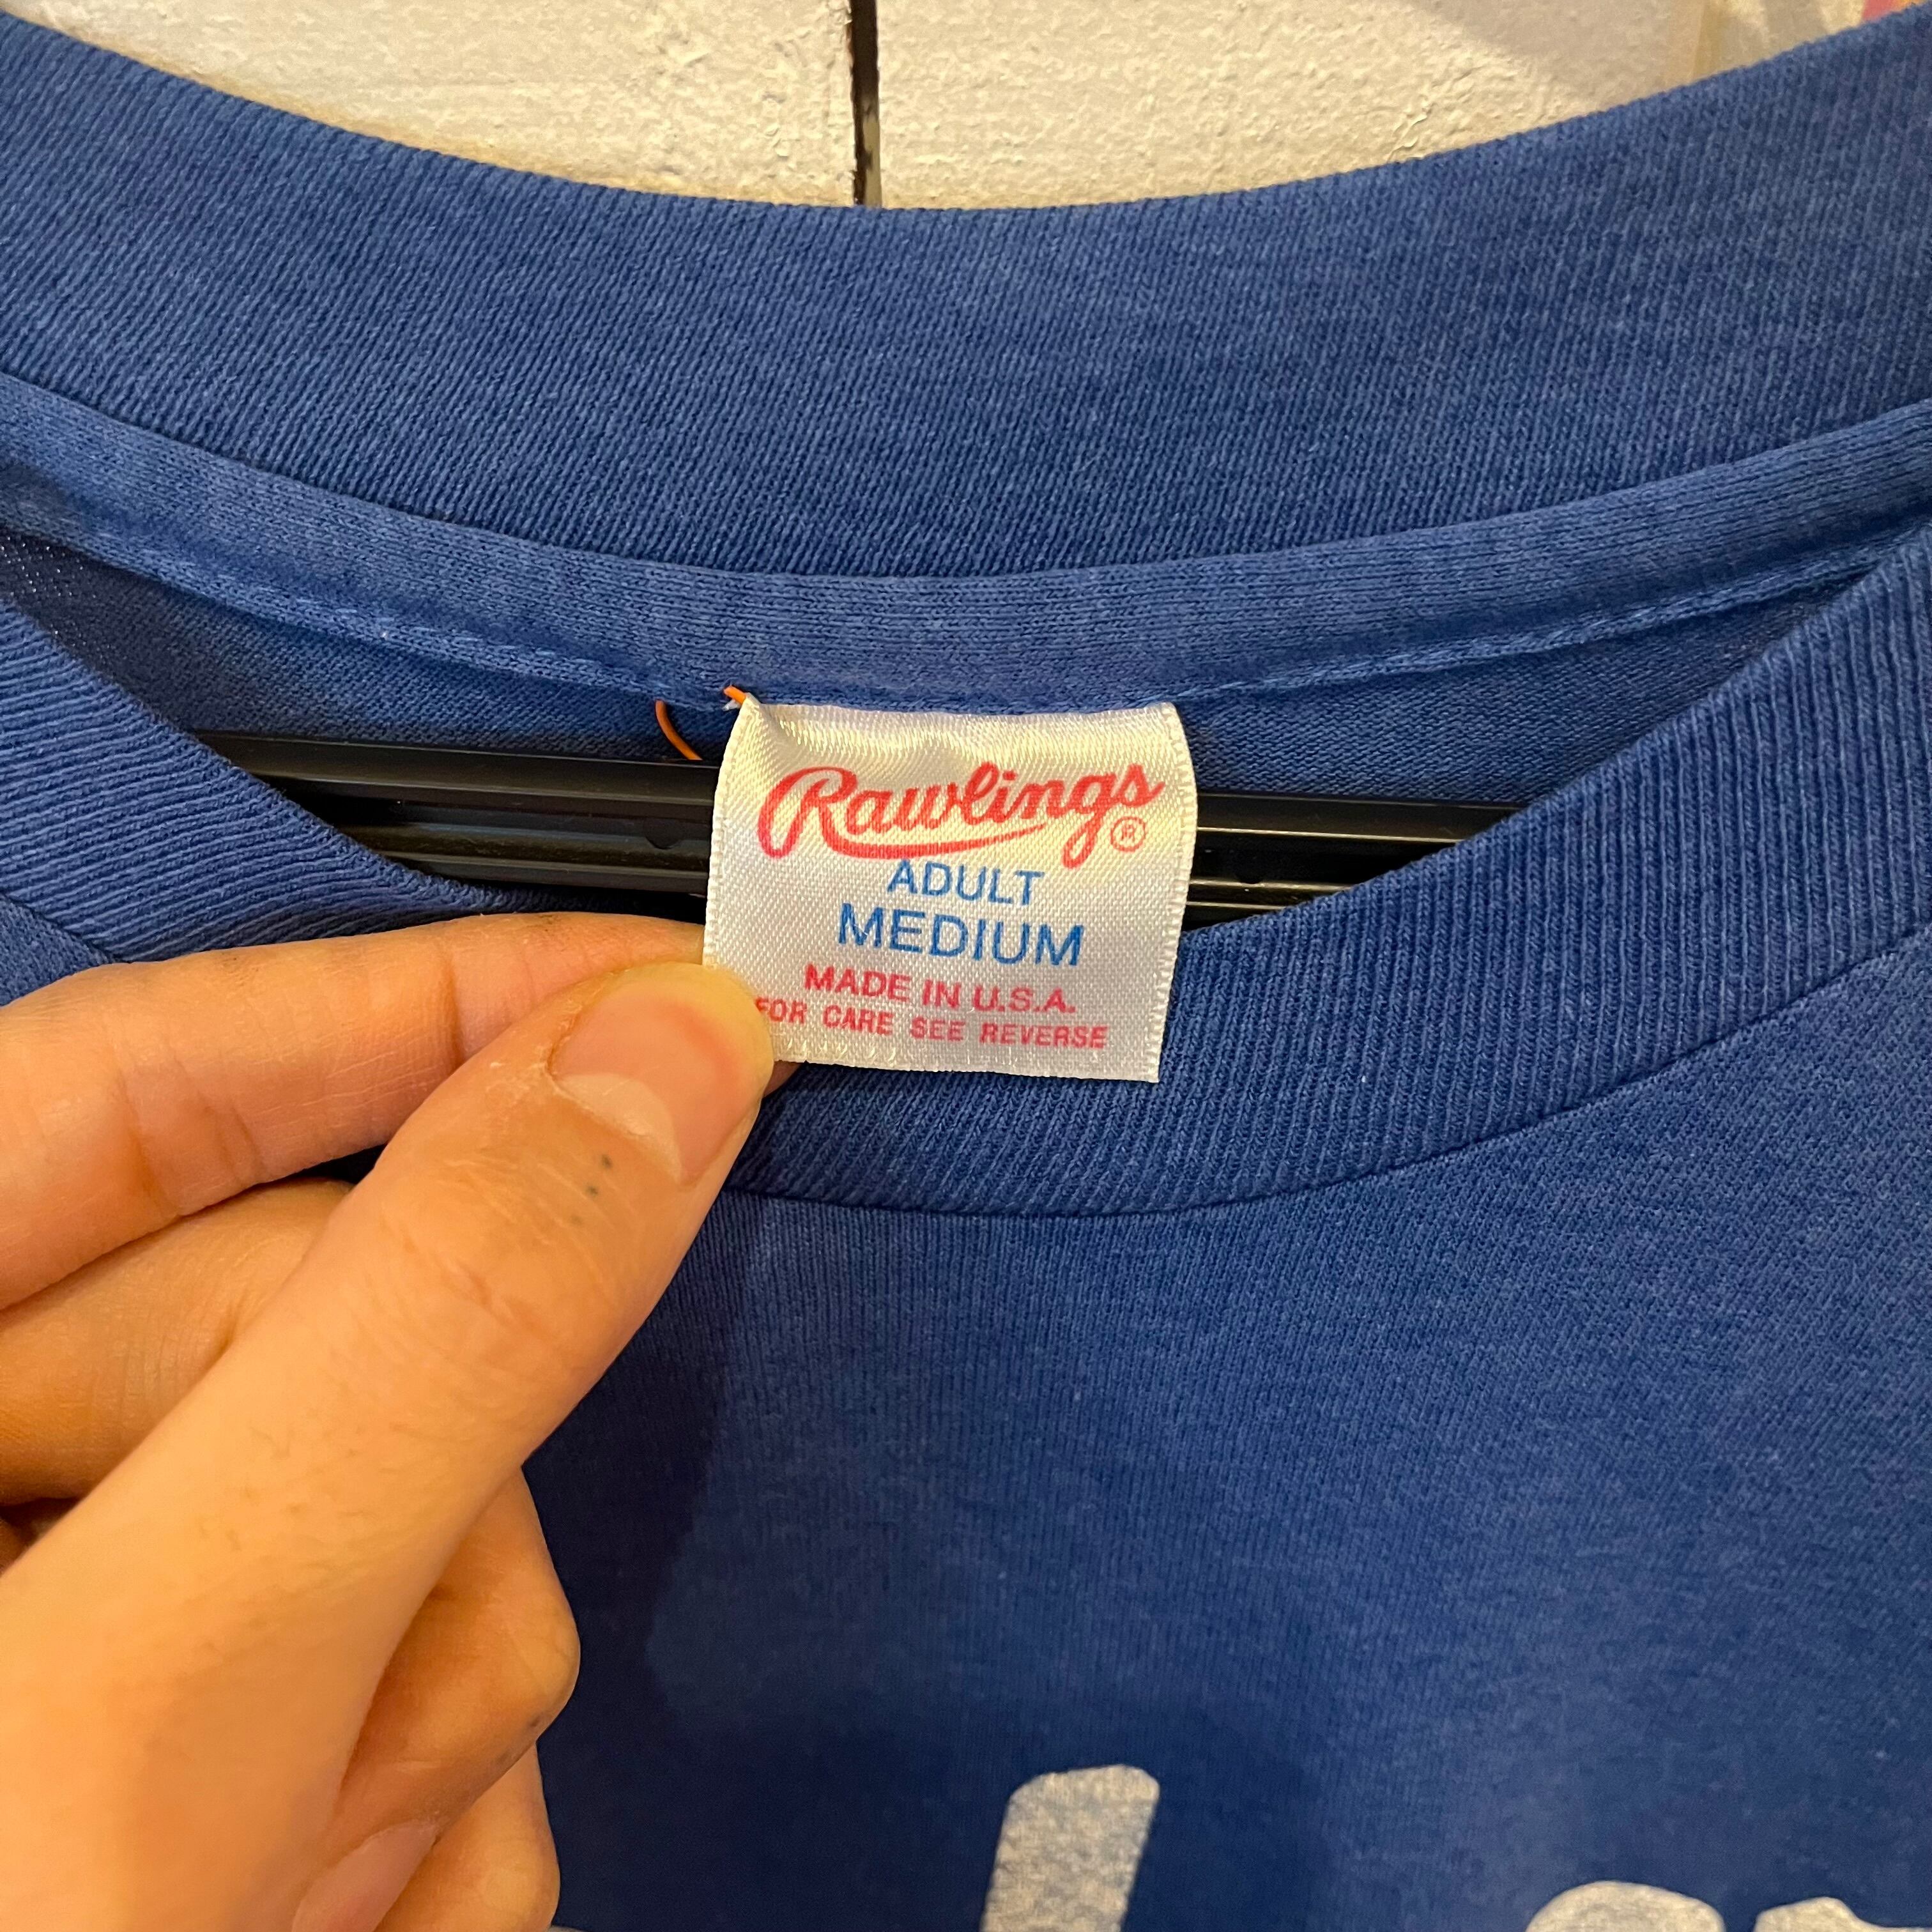 Rawlings®
ADULT
MEDIUM
MADE IN U.S.A.
FOR CARE SEE REVERSE